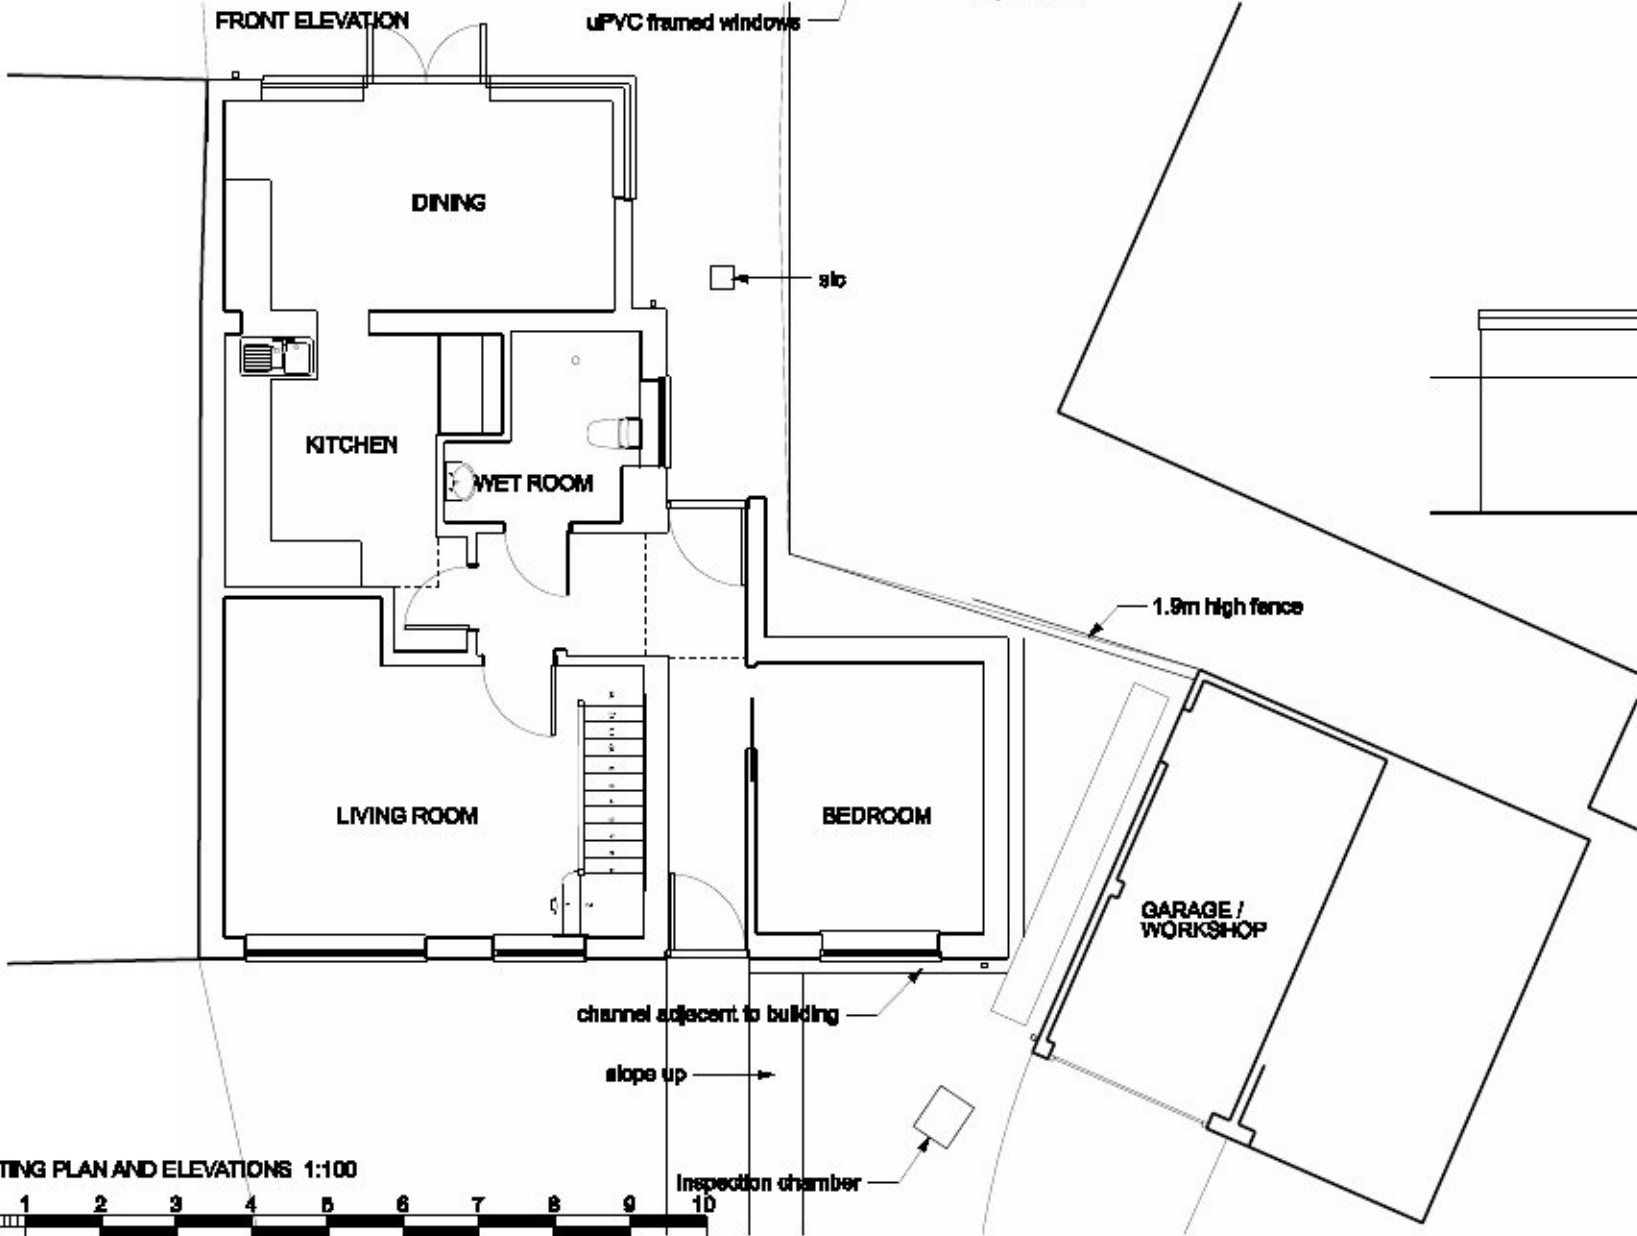 FRONT ELEVATION
uPVC framed windows
DINING
sic
KITCHEN
WET ROOM
1.9m high fence
LIVING ROOM
BEDROOM
GARAGE /
WORKSHOP
channel adjacent to building
slope up
TING PLAN AND ELEVATIONS 1:100
inspection chamber
1 2 3 4 5 6 7 8 9 10